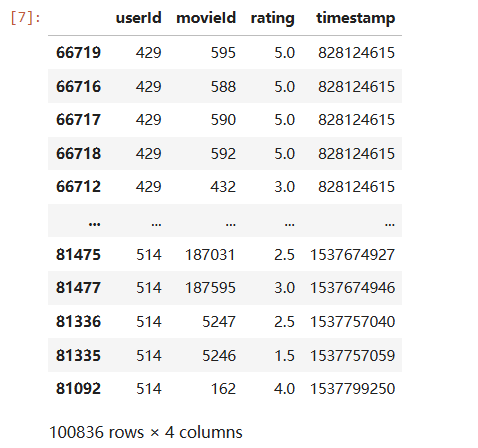 [7]:
userId movieId rating timestamp
66719 429 595 5.0 828124615
66716 429 588 5.0 828124615
66717 429 590 5.0 828124615
66718 429 592 5.0 828124615
66712 429 432 3.0 828124615
... ... ... ... ...
81475 514 187031 2.5 1537674927
81477 514 187595 3.0 1537674946
81336 514 5247 2.5 1537757040
81335 514 5246 1.5 1537757059
81092 514 162 4.0 1537799250
100836 rows × 4 columns